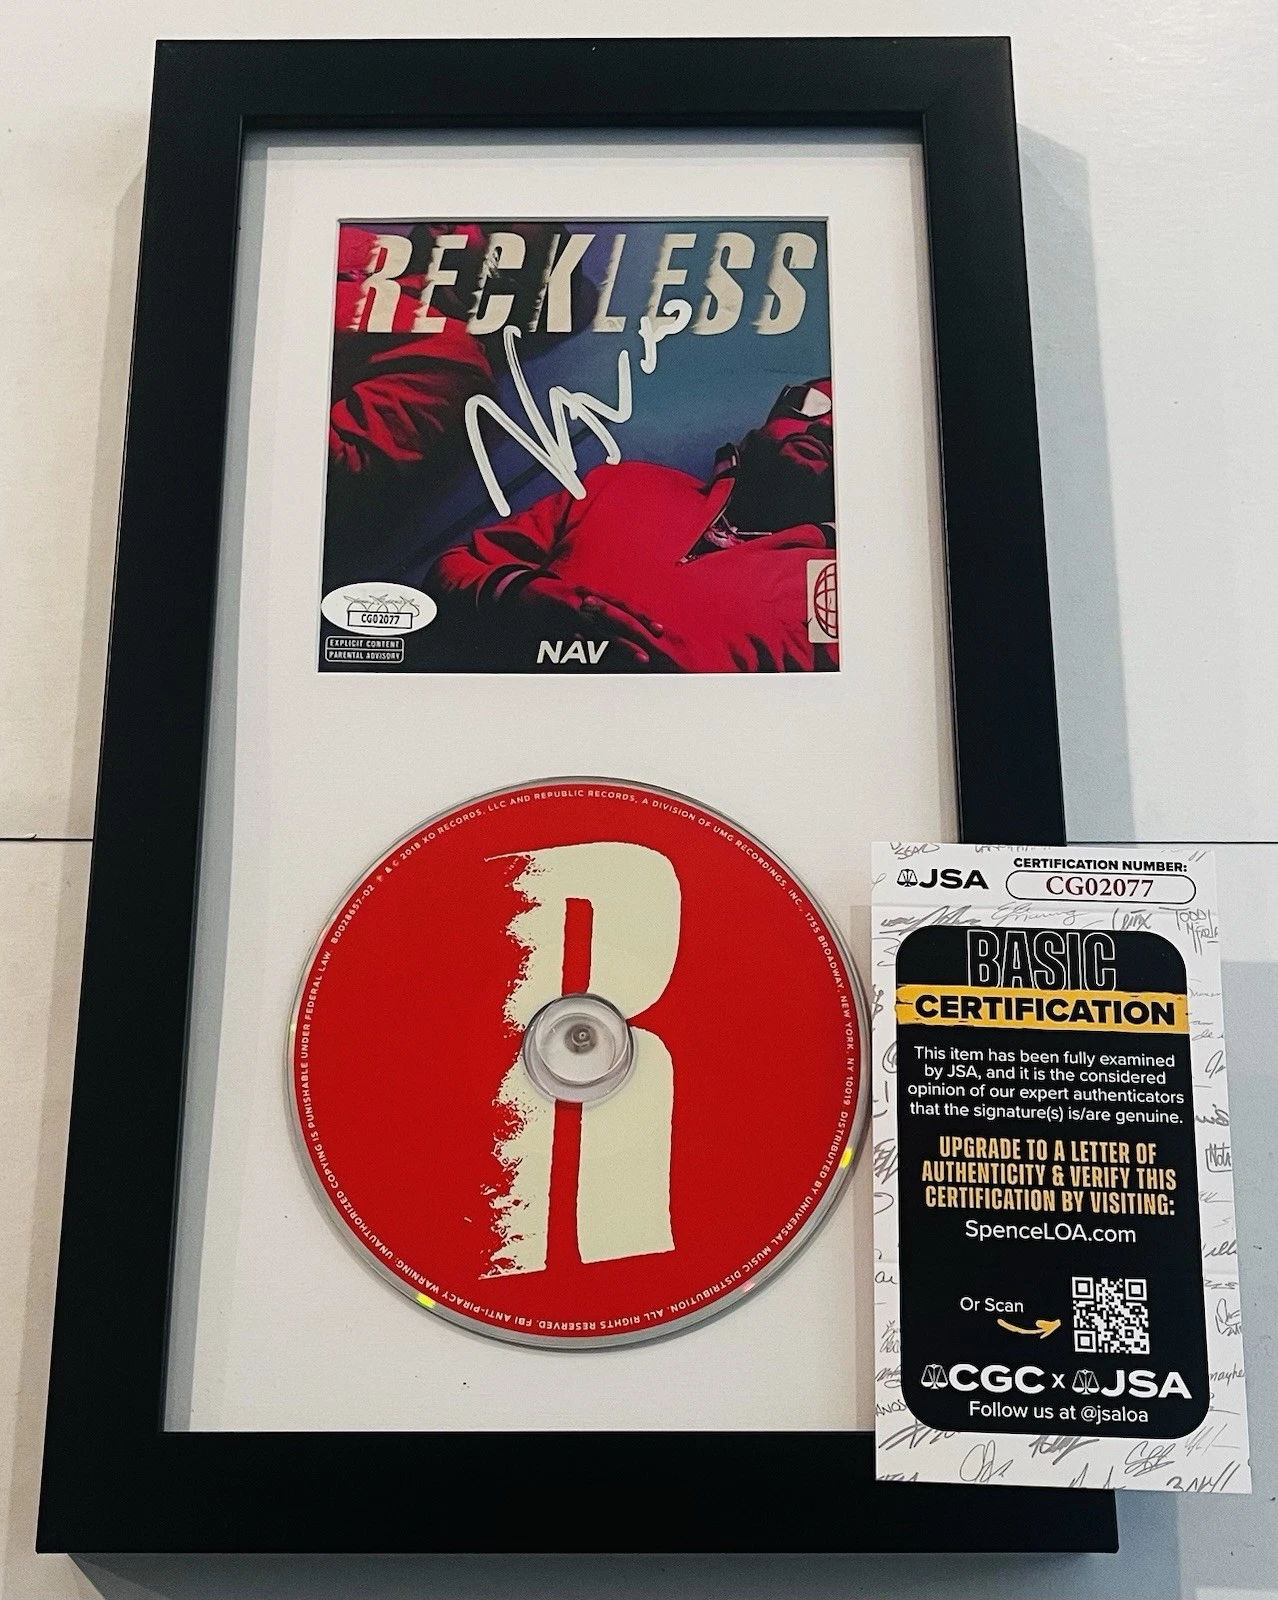 RECKLESS
CG02077
EXPLICIT CONTENT
PARENTAL ADVISORY
NAV
B0028657-02 ℗ & © 2018 XO RECORDS, LLC AND REPUBLIC RECORDS, A DIVISION OF UMG RECORDINGS, INC. · 1755 BROADWAY, NEW YORK, NY 10019. DISTRIBUTED BY UNIVERSAL MUSIC DISTRIBUTION. ALL RIGHTS RESERVED. FBI ANTI-PIRACY WARNING: UNAUTHORIZED COPYING IS PUNISHABLE UNDER FEDERAL LAW.
R
JSA
CERTIFICATION NUMBER:
CG02077
BASIC
CERTIFICATION
This item has been fully examined
by JSA, and it is the considered
opinion of our expert authenticators
that the signature(s) is/are genuine.
UPGRADE TO A LETTER OF
AUTHENTICITY & VERIFY THIS
CERTIFICATION BY VISITING:
SpenceLOA.com
Or Scan
CGC x JSA
Follow us at @jsaloa